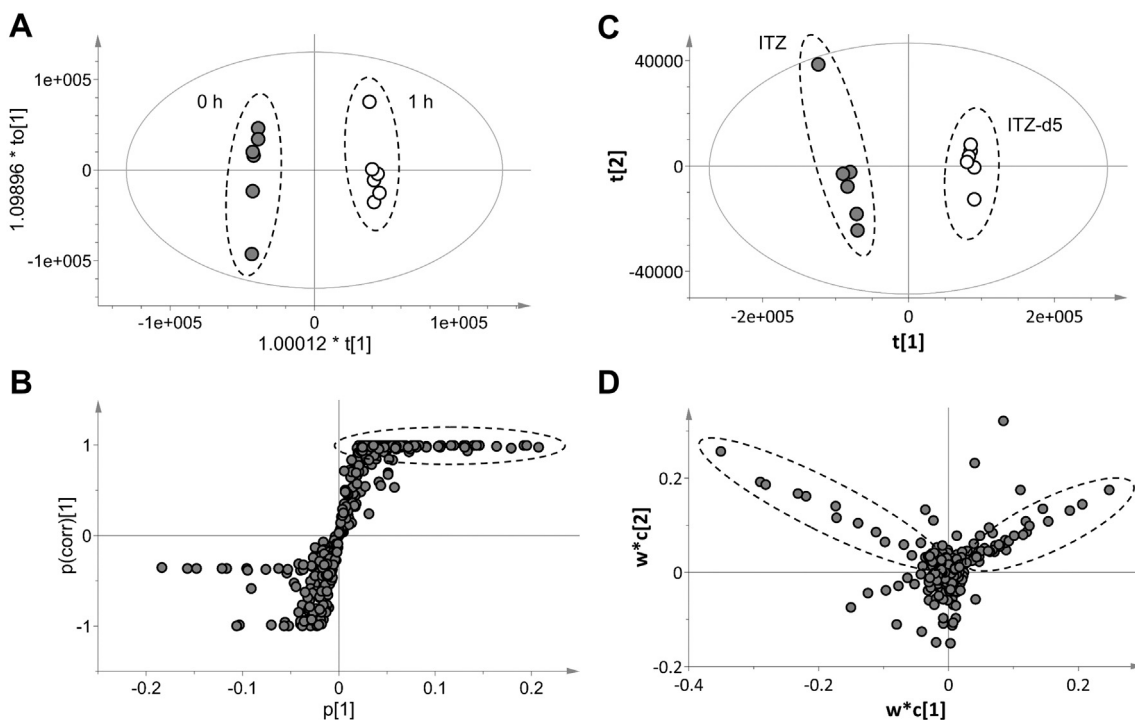 A
1e+005
0
-1e+005
1.09896 * to[1]
0 h
1 h
-1e+005
0
1e+005
1.00012 * t[1]
C
40000
0
-40000
t[2]
ITZ
ITZ-d5
-2e+005
0
2e+005
t[1]
B
1
0
-1
p(corr)[1]
-0.2
-0.1
0
0.1
0.2
p[1]
D
0.2
0
-0.2
w*c[2]
-0.4
-0.2
0
0.2
w*c[1]